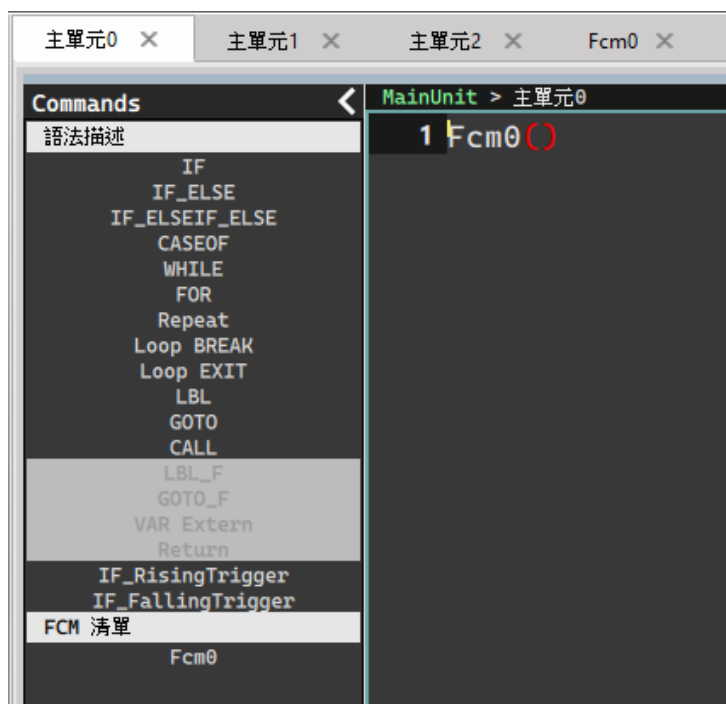 主單元0 × 主單元1 × 主單元2 × Fcm0 ×
Commands
語法描述
IF
IF_ELSE
IF_ELSEIF_ELSE
CASEOF
WHILE
FOR
Repeat
Loop BREAK
Loop EXIT
LBL
GOTO
CALL
LBL_F
GOTO_F
VAR Extern
Return
IF_RisingTrigger
IF_FallingTrigger
FCM 清單
Fcm0
MainUnit > 主單元0
1 Fcm0()